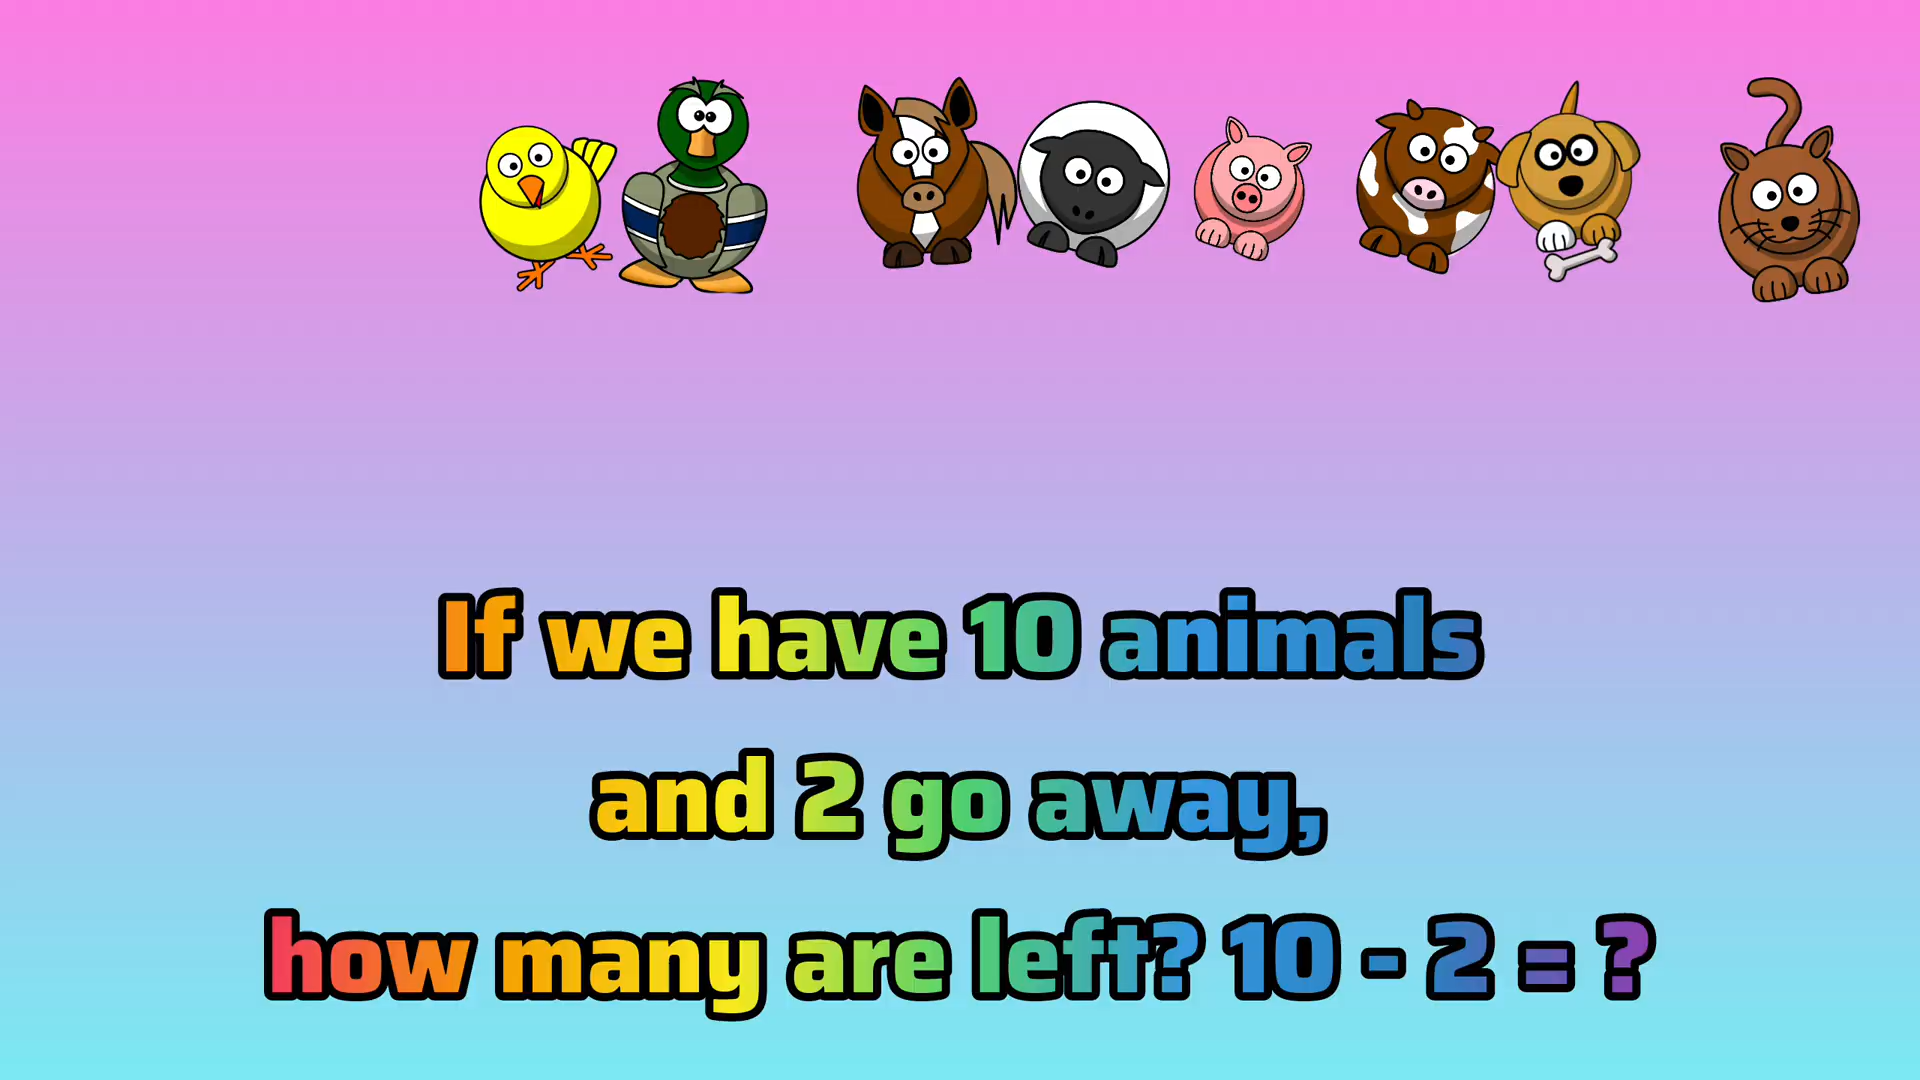 If we have 10 animals
and 2 go away,
how many are left? 10 - 2 = ?